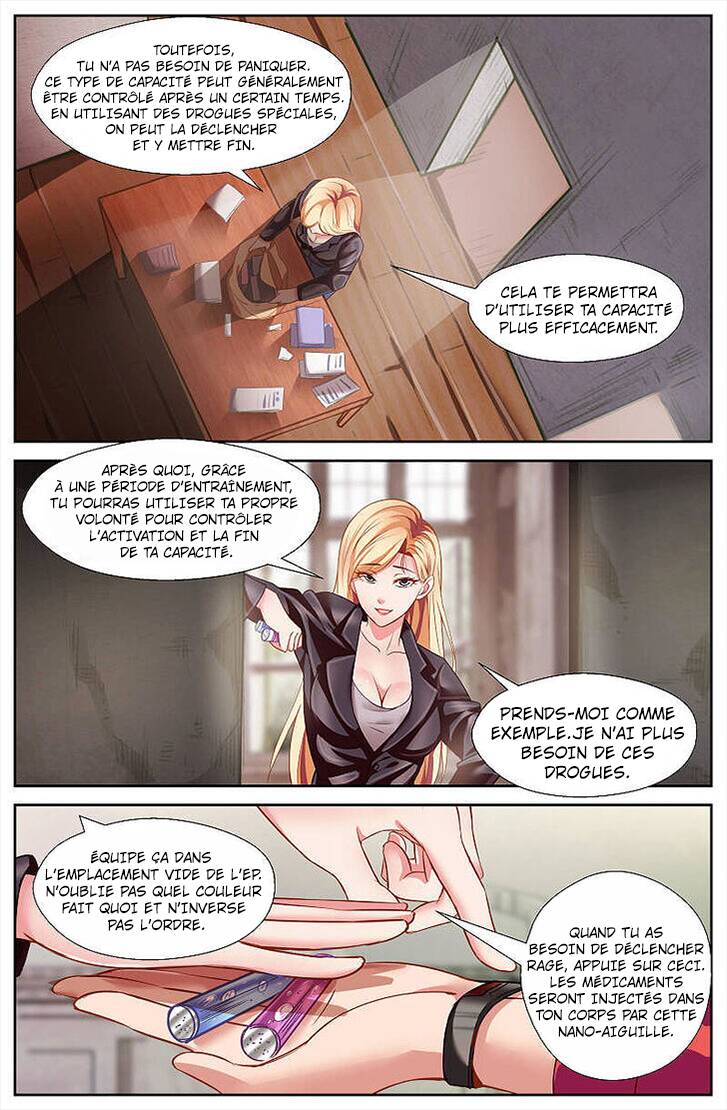 TOUTEFOIS,
TU N'A PAS BESOIN DE PANIQUER.
CE TYPE DE CAPACITÉ PEUT GÉNÉRALEMENT
ÊTRE CONTRÔLÉ APRÈS UN CERTAIN TEMPS.
EN UTILISANT DES DROGUES SPÉCIALES,
ON PEUT LA DÉCLENCHER
ET Y METTRE FIN.
CELA TE PERMETTRA
D'UTILISER TA CAPACITÉ
PLUS EFFICACEMENT.
APRÈS QUOI, GRÂCE
À UNE PÉRIODE D'ENTRAÎNEMENT,
TU POURRAS UTILISER TA PROPRE
VOLONTÉ POUR CONTRÔLER
L'ACTIVATION ET LA FIN
DE TA CAPACITÉ.
PRENDS-MOI COMME
EXEMPLE.JE N'AI PLUS
BESOIN DE CES
DROGUES.
ÉQUIPE ÇA DANS
L'EMPLACEMENT VIDE DE L'EP.
N'OUBLIE PAS QUEL COULEUR
FAIT QUOI ET N'INVERSE
PAS L'ORDRE.
QUAND TU AS
BESOIN DE DÉCLENCHER
RAGE, APPUIE SUR CECI.
LES MÉDICAMENTS
SERONT INJECTÉS DANS
TON CORPS PAR CETTE
NANO-AIGUILLE.